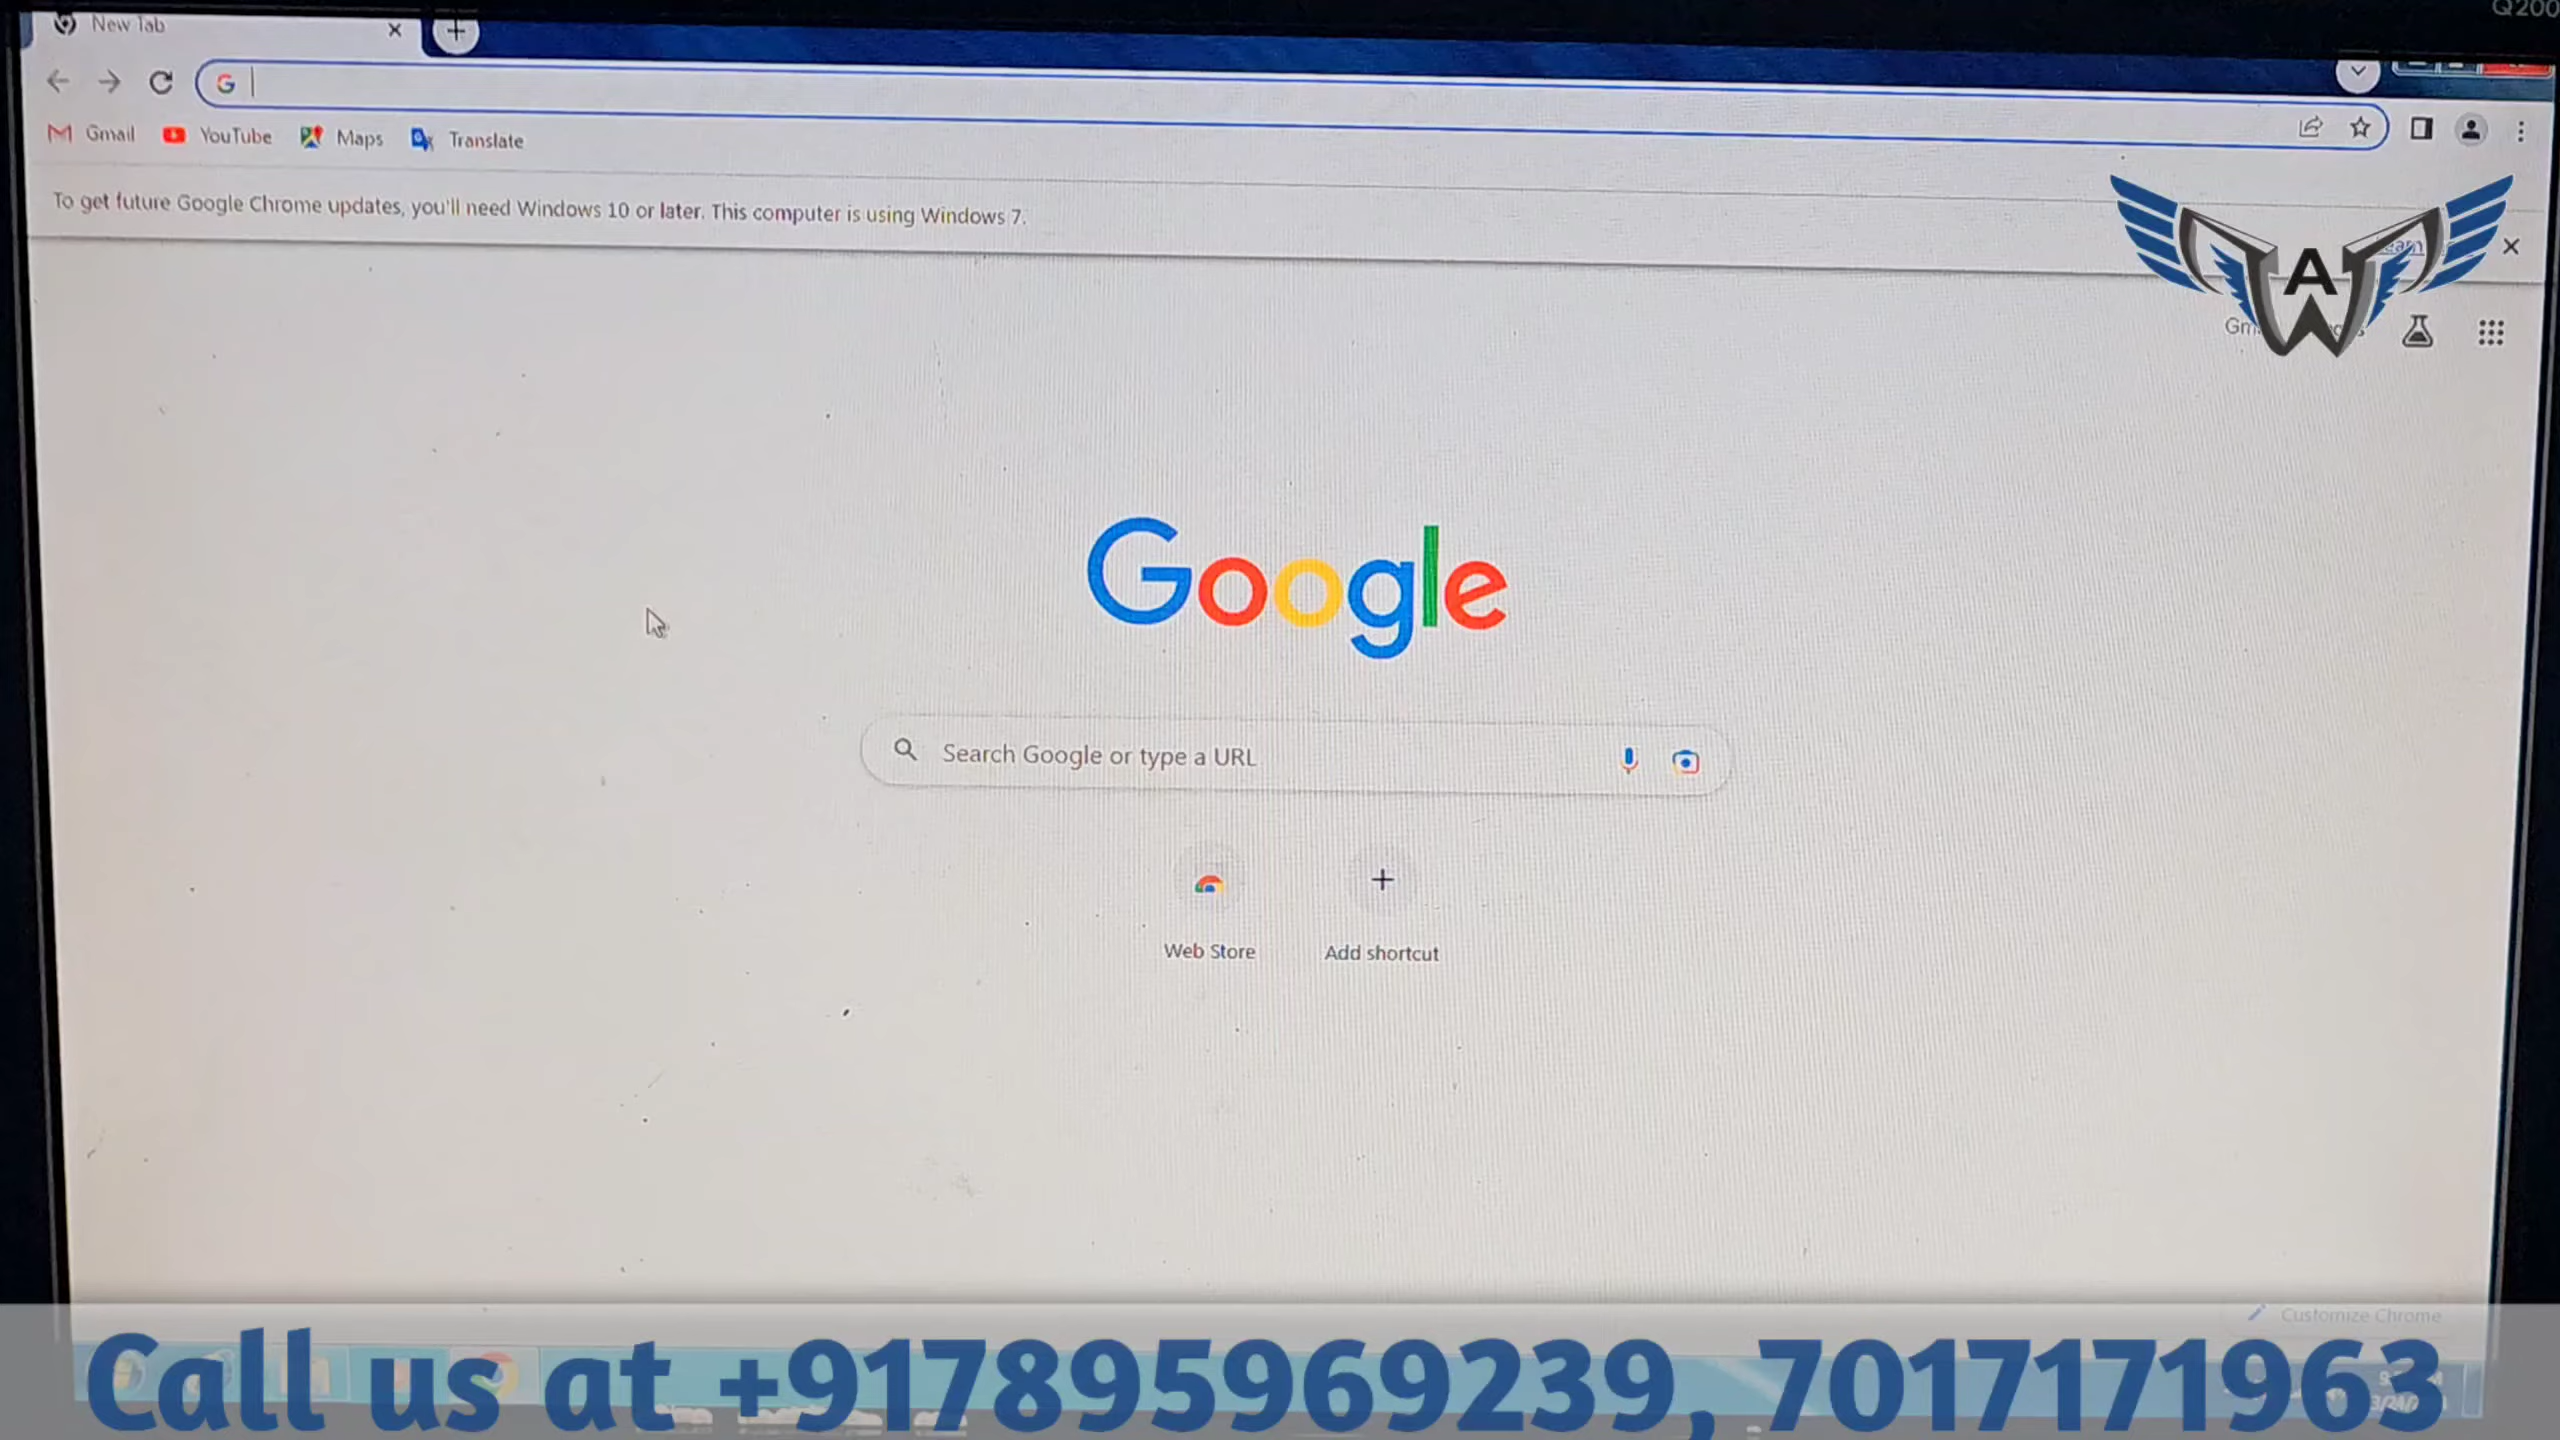 Q200
New Tab
Gmail YouTube Maps Translate
To get future Google Chrome updates, you'll need Windows 10 or later. This computer is using Windows 7.
AW
Google
Search Google or type a URL
Web Store Add shortcut
Customize Chrome
Call us at +917895969239, 7017171963